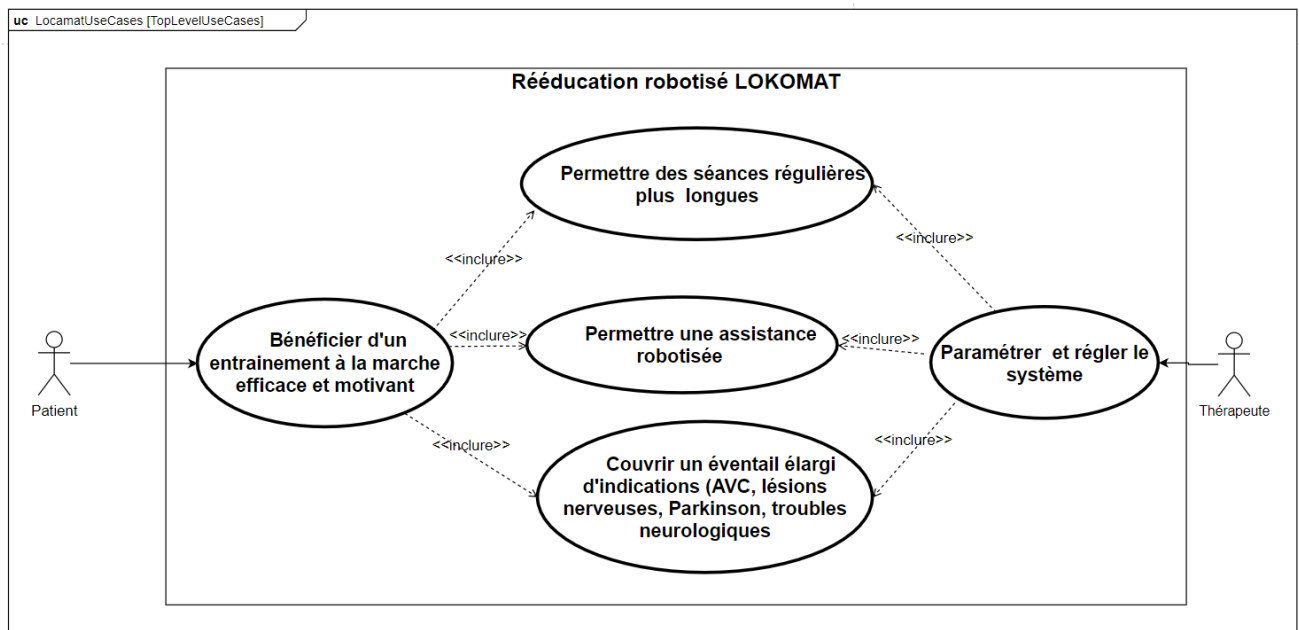 uc LocamatUseCases [TopLevelUseCases]
Rééducation robotisé LOKOMAT
Permettre des séances régulières
plus longues
<<inclure>>
<<inclure>>
Bénéficier d'un
entrainement à la marche
efficace et motivant
<<inclure>>
Permettre une assistance
robotisée
<<inclure>>
Paramétrer et régler le
système
Patient
Thérapeute
<<inclure>>
<<inclure>>
Couvrir un éventail élargi
d'indications (AVC, lésions
nerveuses, Parkinson, troubles
neurologiques